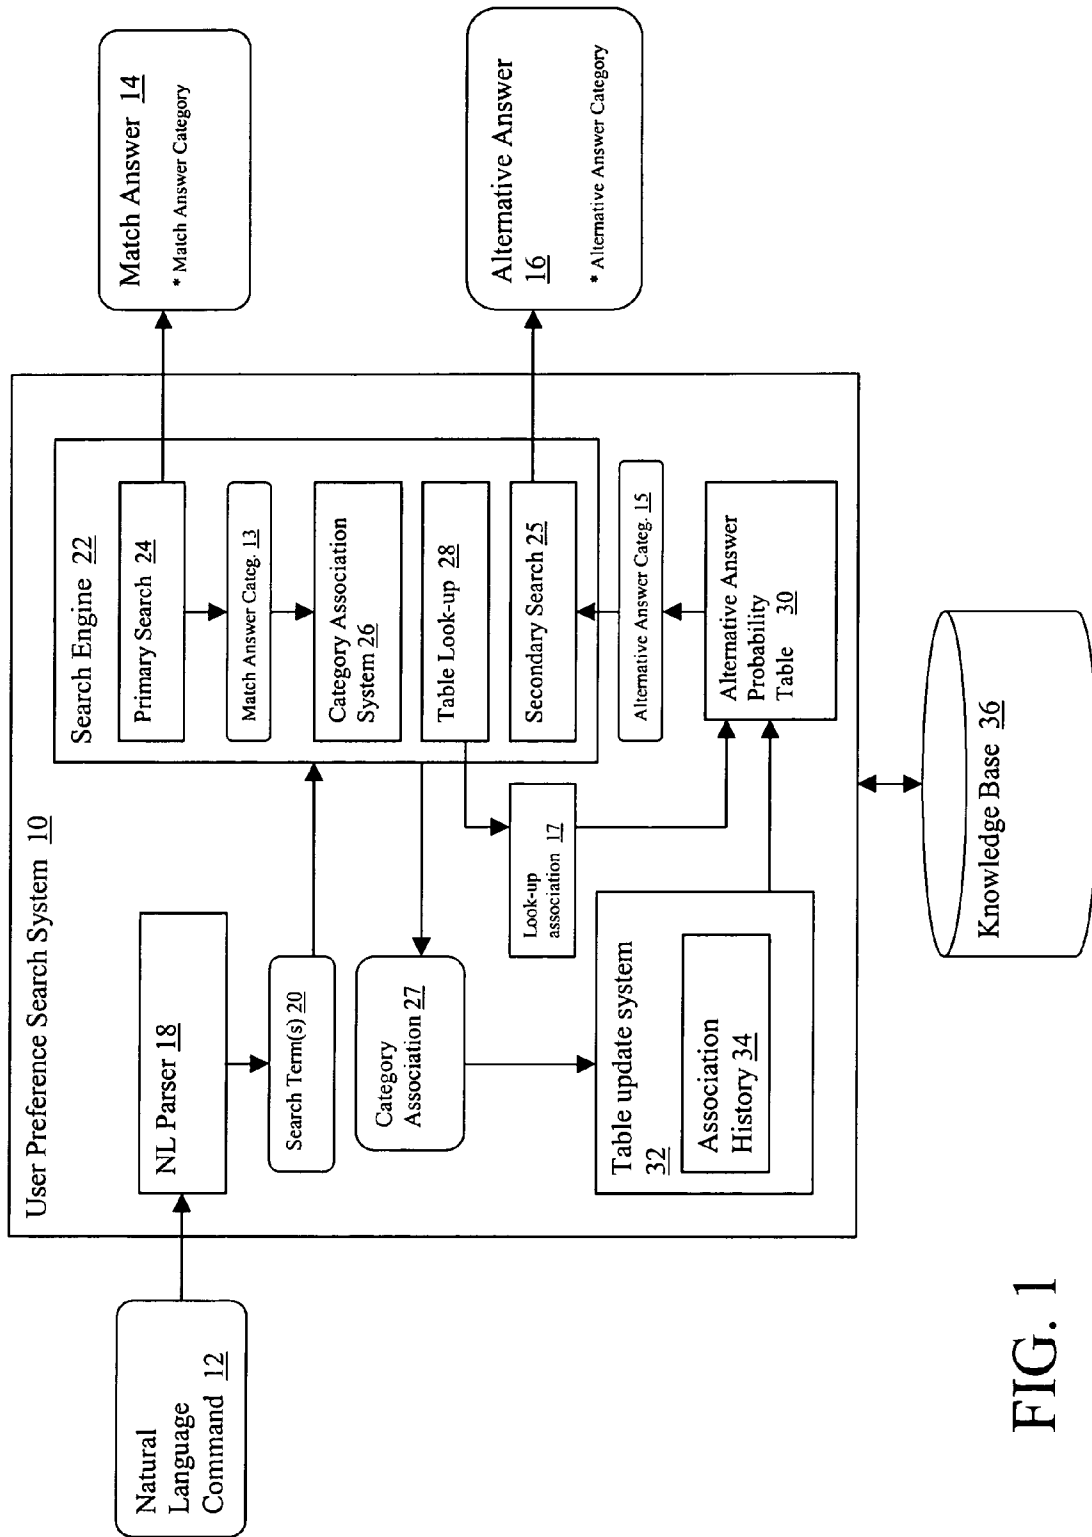 Natural
Language
Command 12
User Preference Search System 10
NL Parser 18
Search Term(s) 20
Category
Association 27
Table update system
32
Association
History 34
Look-up
association 17
Search Engine 22
Primary Search 24
Match Answer Categ. 13
Category Association
System 26
Table Look-up 28
Secondary Search 25
Alternative Answer Categ. 15
Alternative Answer
Probability
Table 30
Match Answer 14
* Match Answer Category
Alternative Answer
16
* Alternative Answer Category
Knowledge Base 36
FIG. 1